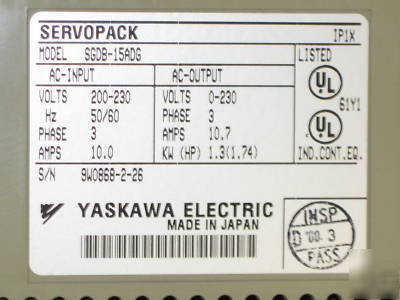 SERVOPACK IP1X
MODEL SGDB-15ADG LISTED
AC-INPUT AC-OUTPUT
VOLTS 200-230 VOLTS 0-230
Hz 50/60 PHASE 3
PHASE 3 AMPS 10.7
AMPS 10.0 KW (HP) 1.3(1.74)
UL
61Y1
UL
IND.CONT.EQ.
S/N 9W0868-2-26
YASKAWA ELECTRIC
MADE IN JAPAN
INSP
D '00. 3
PASS